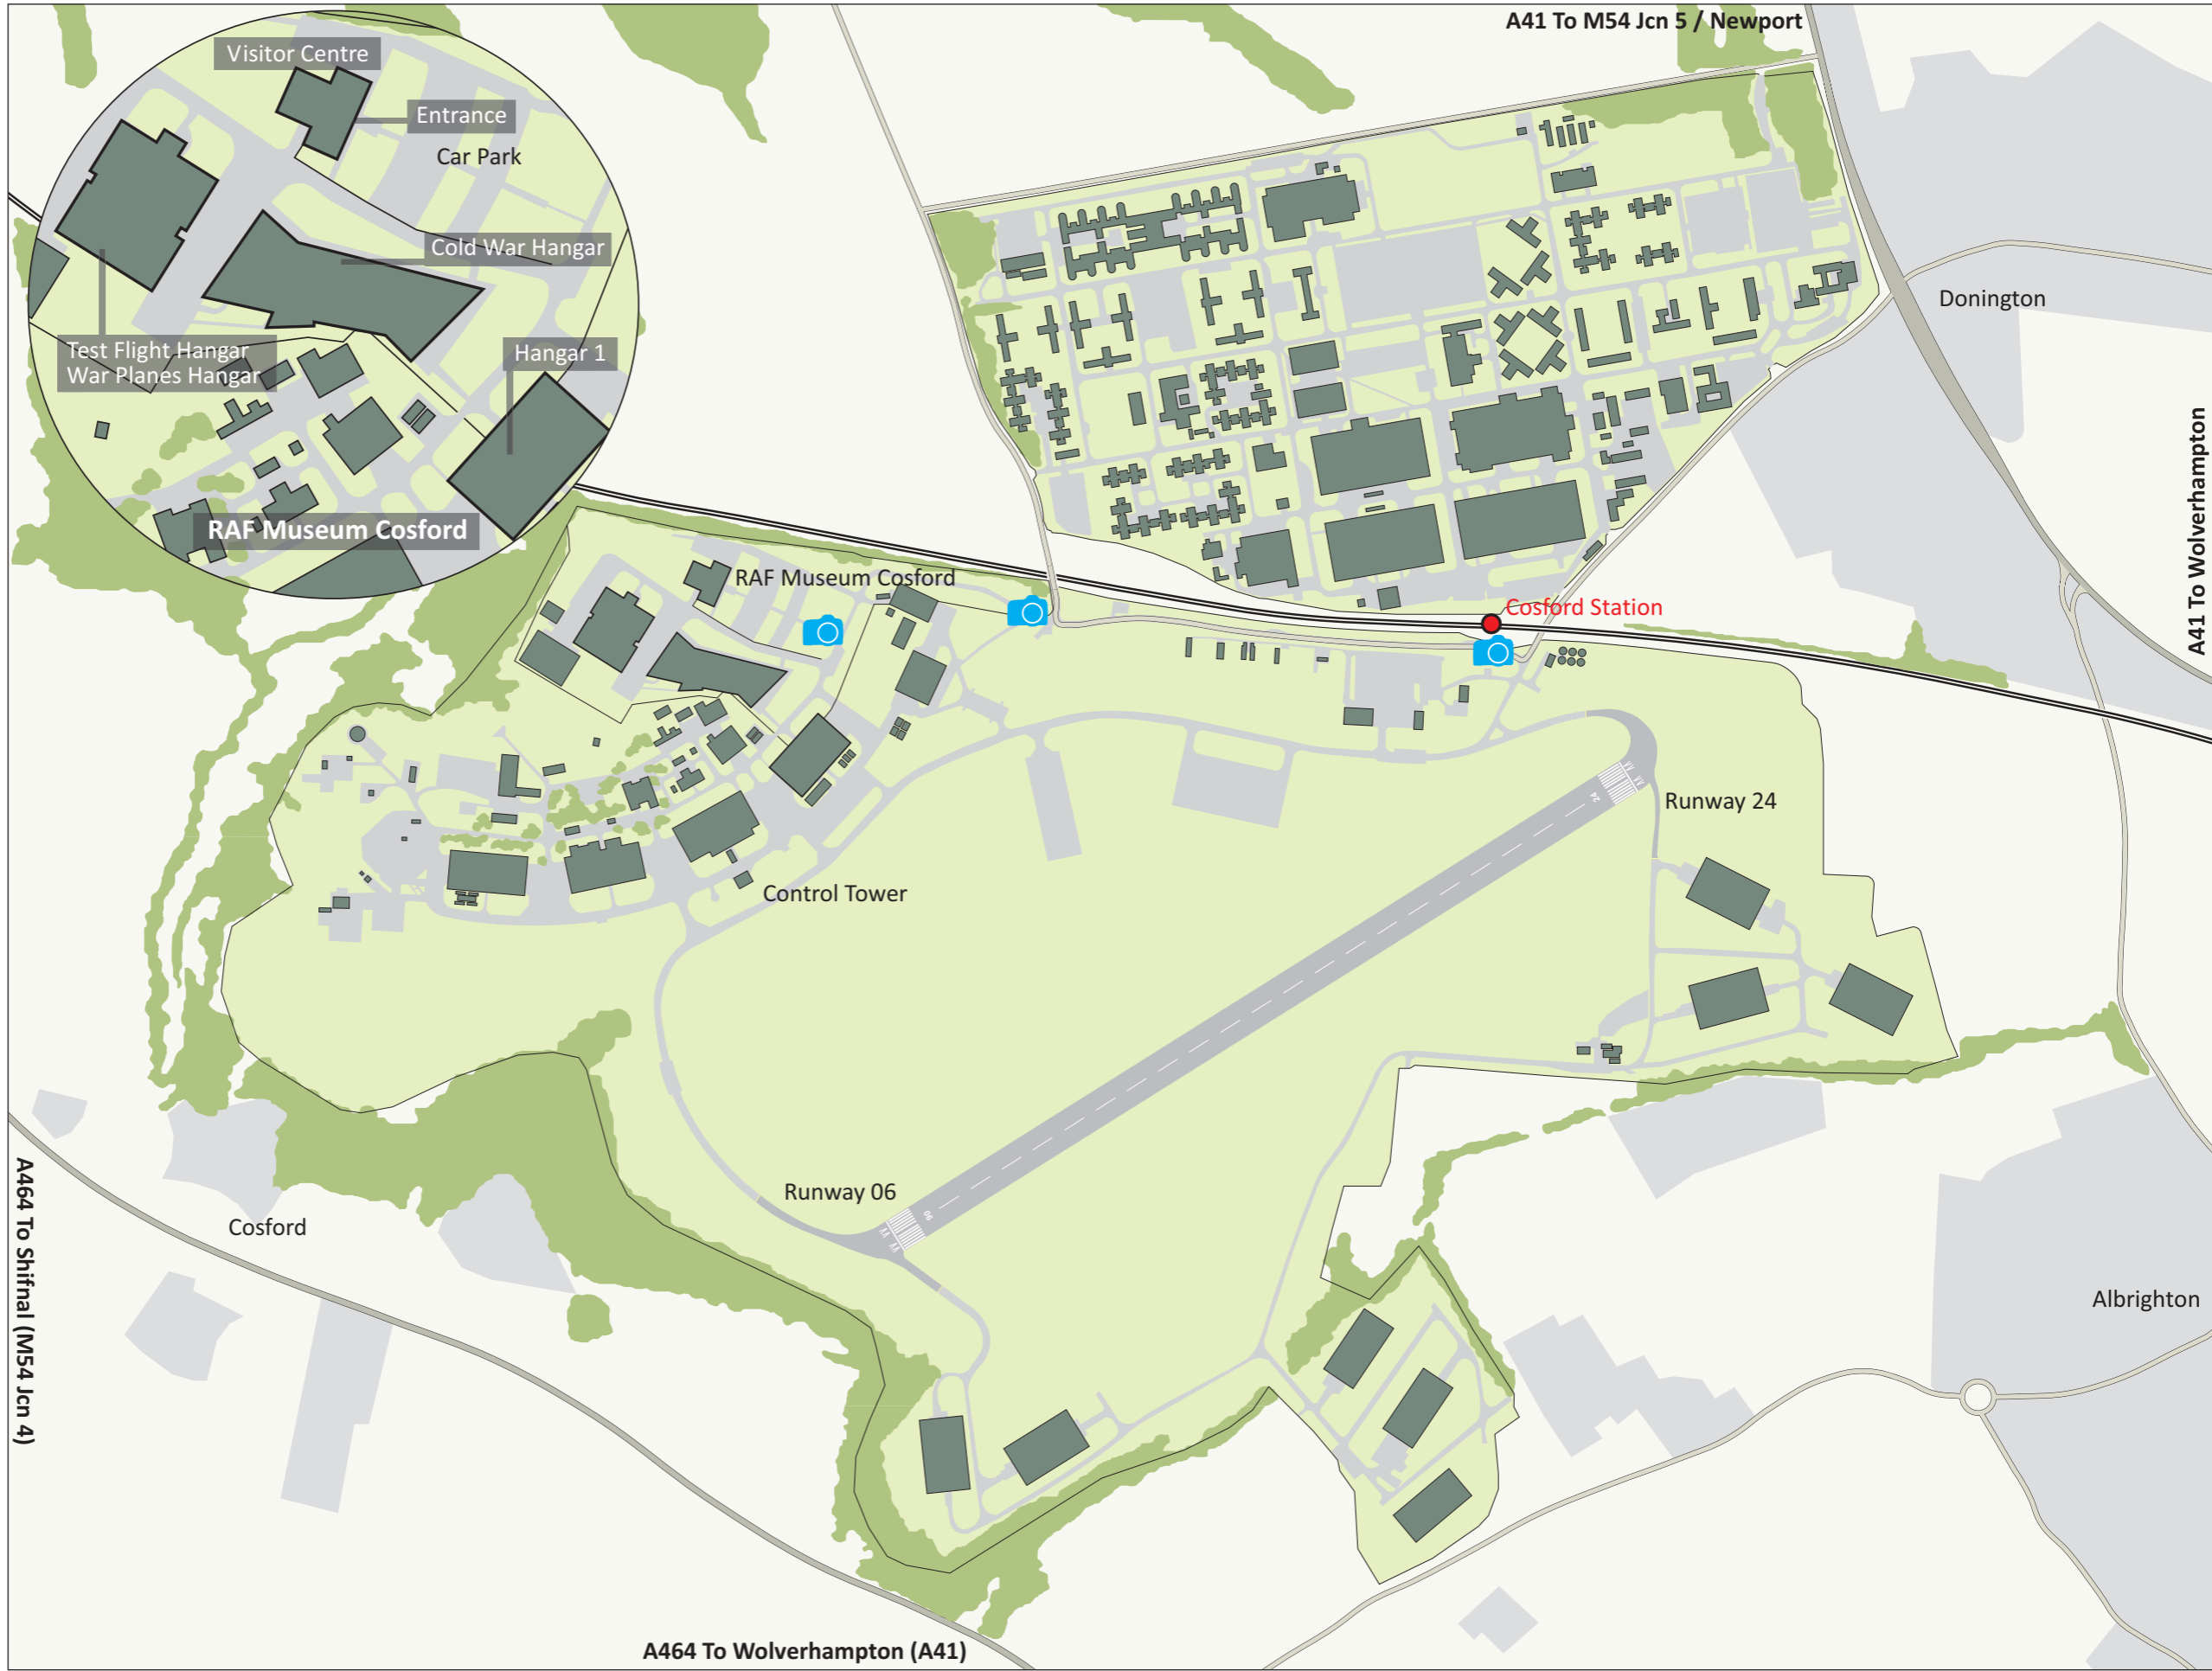 A41 To M54 Jcn 5 / Newport
Visitor Centre
Entrance
Car Park
Cold War Hangar
Test Flight Hangar
War Planes Hangar
Hangar 1
RAF Museum Cosford
Donington
A41 To Wolverhampton
RAF Museum Cosford
Cosford Station
24
Runway 24
Control Tower
Runway 06
06
A464 To Shifnal (M54 Jcn 4)
Cosford
Albrighton
A464 To Wolverhampton (A41)